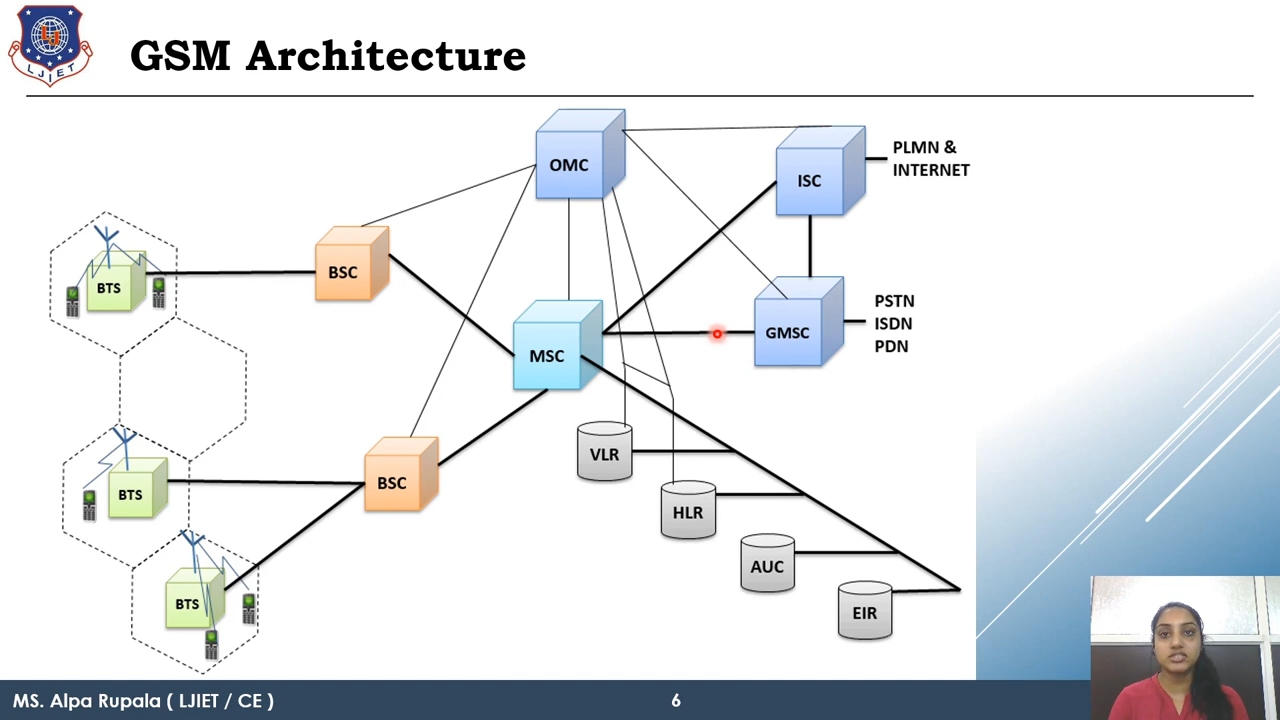 LJIET
GSM Architecture
OMC
ISC
PLMN &
INTERNET
BSC
BTS
MSC
GMSC
PSTN
ISDN
PDN
BTS
BSC
VLR
HLR
AUC
EIR
BTS
MS. Alpa Rupala ( LJIET / CE )
6